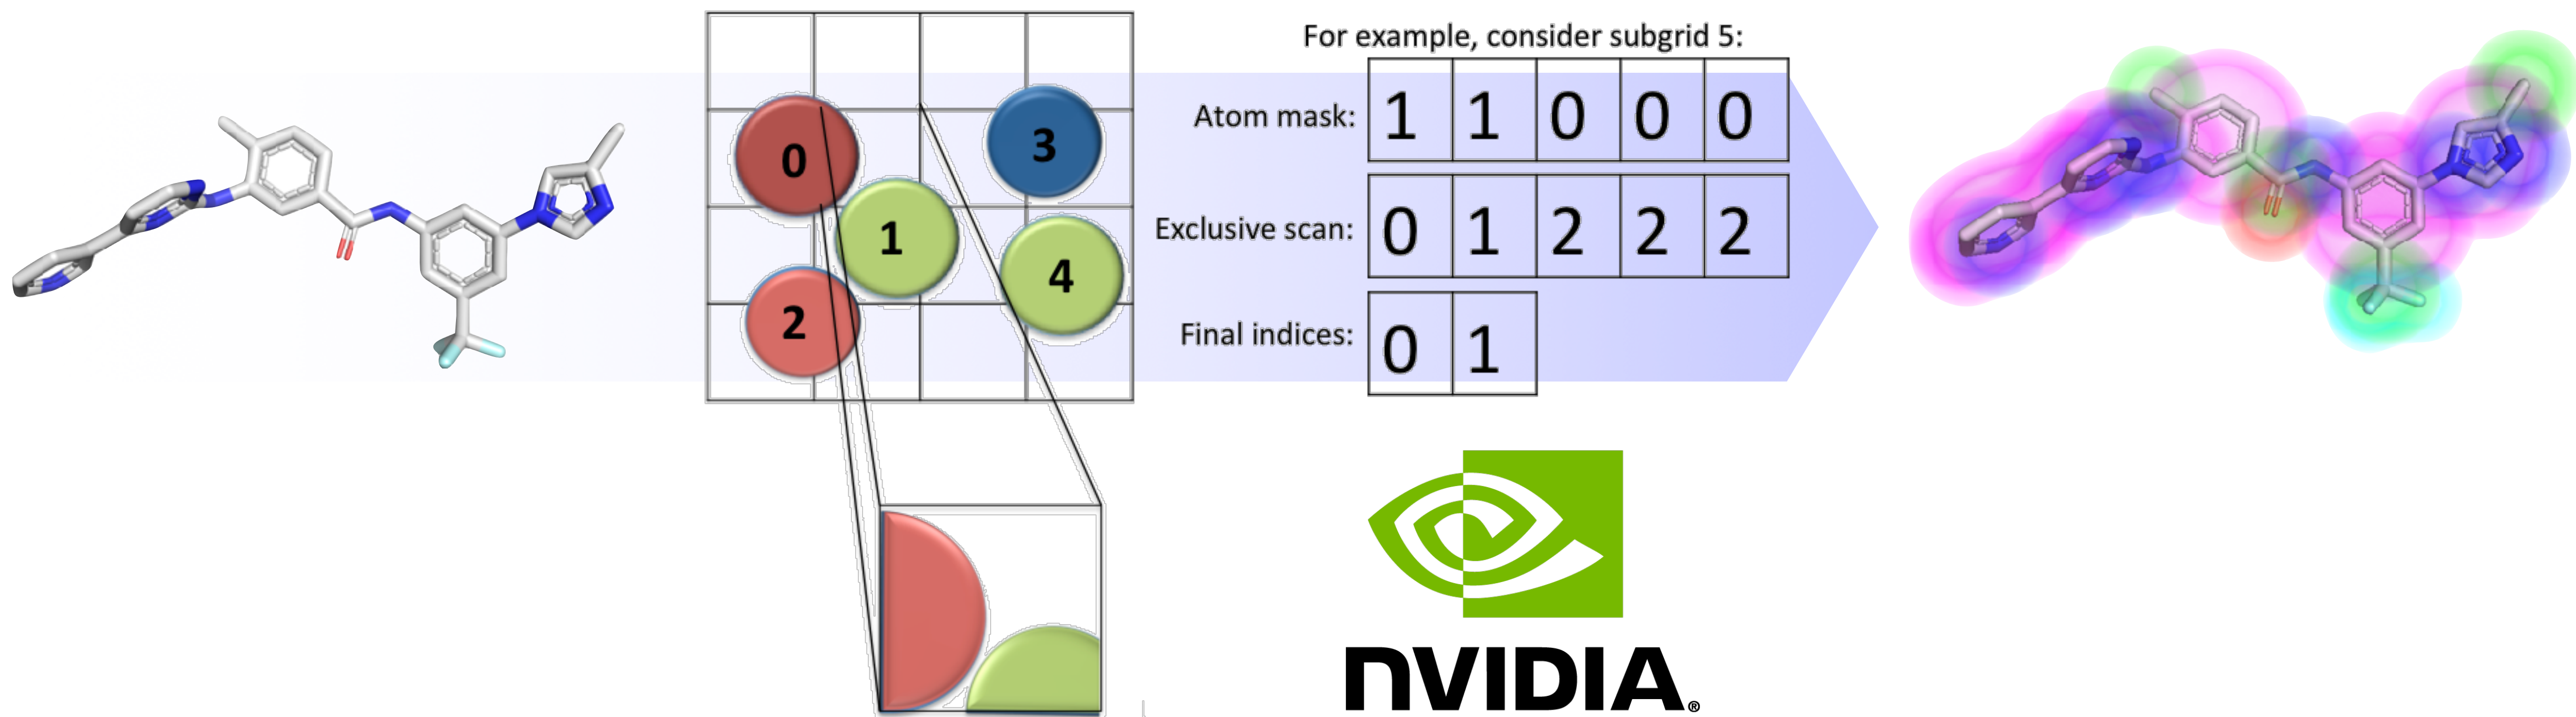 For example, consider subgrid 5:
0
3
1
4
2
Atom mask: 1 1 0 0 0
Exclusive scan: 0 1 2 2 2
Final indices: 0 1
NVIDIA®